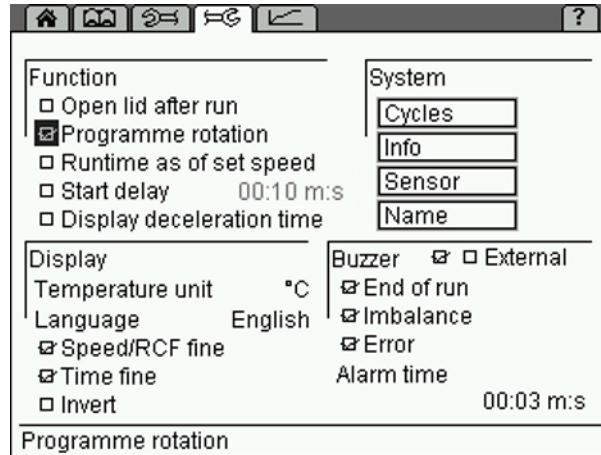 ?
Function
Open lid after run
Programme rotation
Runtime as of set speed
Start delay 00:10 m:s
Display deceleration time
System
Cycles
Info
Sensor
Name
Display
Temperature unit °C
Language English
Speed/RCF fine
Time fine
Invert
Buzzer External
End of run
Imbalance
Error
Alarm time
00:03 m:s
Programme rotation